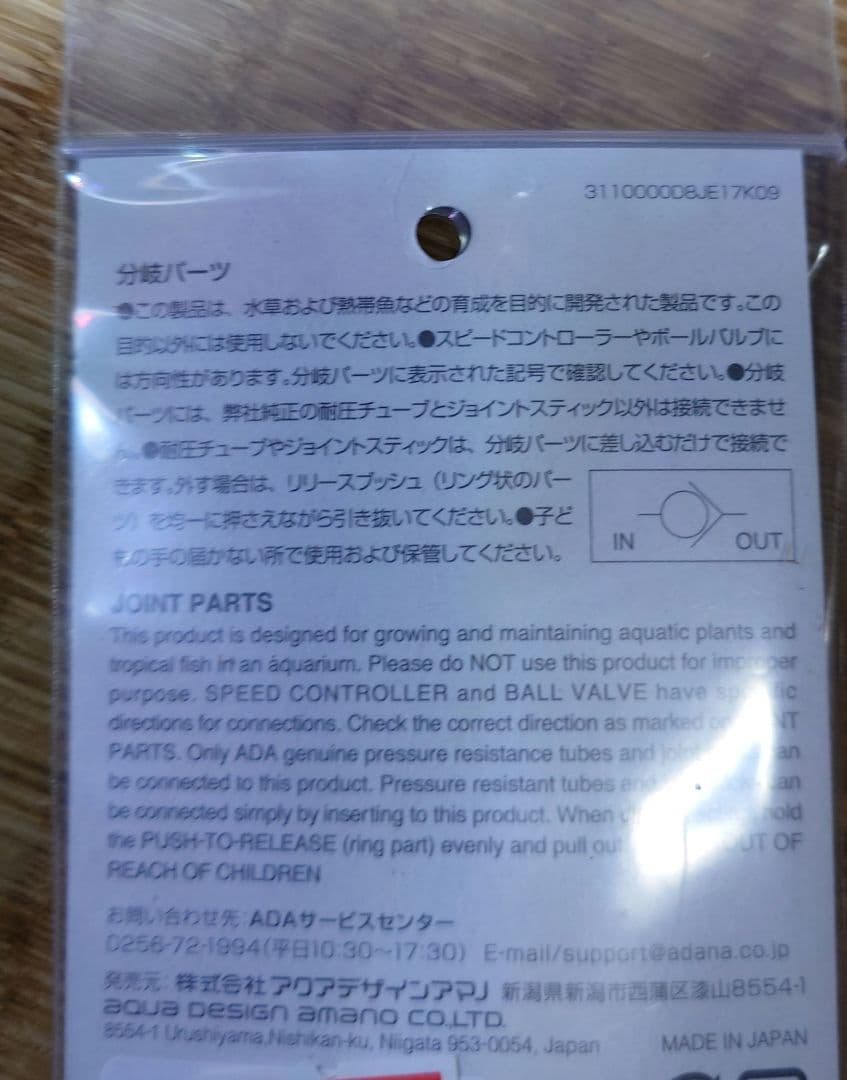 3110000D8JE17K09
分岐パーツ
●この製品は、水草および熱帯魚などの育成を目的に開発された製品です。この
目的以外には使用しないでください。●スピードコントローラーやボールバルブに
は方向性があります。分岐パーツに表示された記号で確認してください。●分岐
パーツには、弊社純正の耐圧チューブとジョイントスティック以外は接続できませ
ん。●耐圧チューブやジョイントスティックは、分岐パーツに差し込むだけで接続で
きます。外す場合は、リリースブッシュ（リング状のパー
ツ）を均一に押さえながら引き抜いてください。●子ど
もの手の届かない所で使用および保管してください。
IN OUT
JOINT PARTS
This product is designed for growing and maintaining aquatic plants and
tropical fish in an aquarium. Please do NOT use this product for improper
purpose. SPEED CONTROLLER and BALL VALVE have specific
directions for connections. Check the correct direction as marked
PARTS. Only ADA genuine pressure resistance tubes and
be connected to this product. Pressure resistant tubes can
be connected simply by inserting to this product. When hold
the PUSH-TO-RELEASE (ring part) evenly and pull out OUT OF
REACH OF CHILDREN
お問い合わせ先:ADAサービスセンター
0256-72-1994(平日10:30～17:30) E-mail/support@adana.co.jp
発売元: 株式会社アクアデザインアマノ 新潟県新潟市西蒲区漆山8554-1
aqua Design amano CO.,LTD.
8554-1 Urushiyama,Nishikan-ku, Niigata 953-0054, Japan MADE IN JAPAN